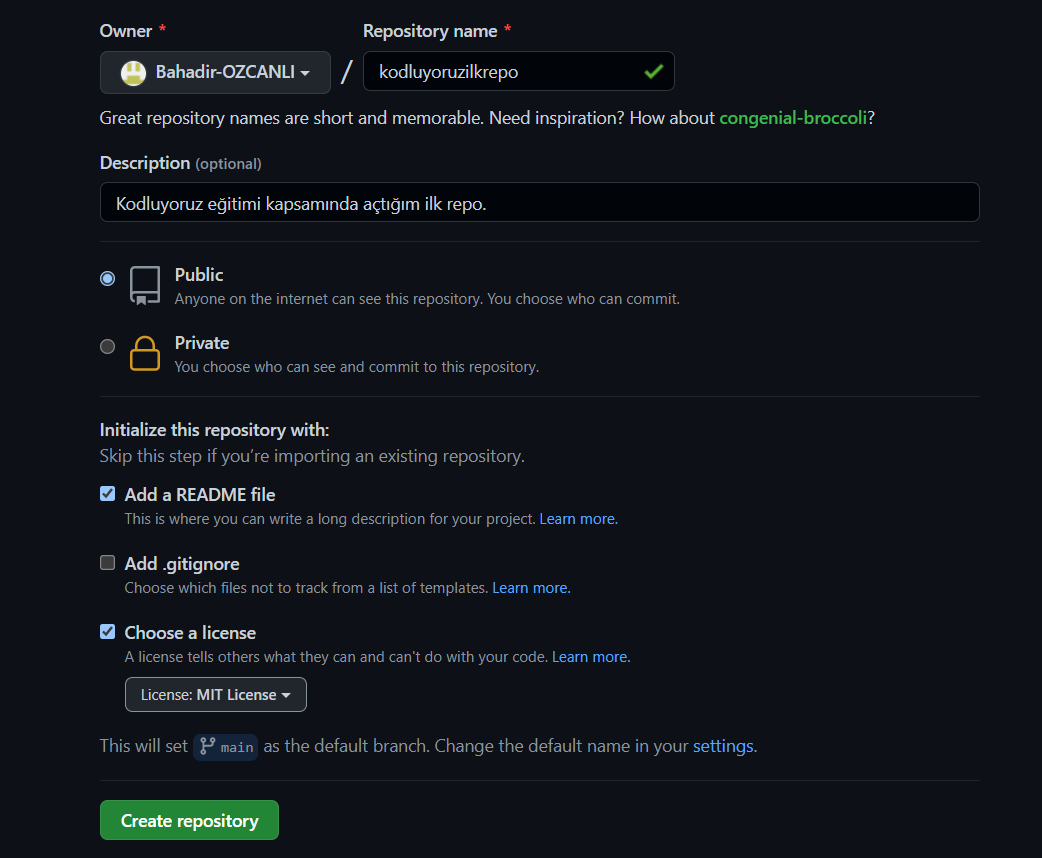 Owner * Repository name *
Bahadir-OZCANLI / kodluyoruzilkrepo
Great repository names are short and memorable. Need inspiration? How about congenial-broccoli?
Description (optional)
Kodluyoruz eğitimi kapsamında açtığım ilk repo.
Public
Anyone on the internet can see this repository. You choose who can commit.
Private
You choose who can see and commit to this repository.
Initialize this repository with:
Skip this step if you’re importing an existing repository.
Add a README file
This is where you can write a long description for your project. Learn more.
Add .gitignore
Choose which files not to track from a list of templates. Learn more.
Choose a license
A license tells others what they can and can't do with your code. Learn more.
License: MIT License
This will set main as the default branch. Change the default name in your settings.
Create repository